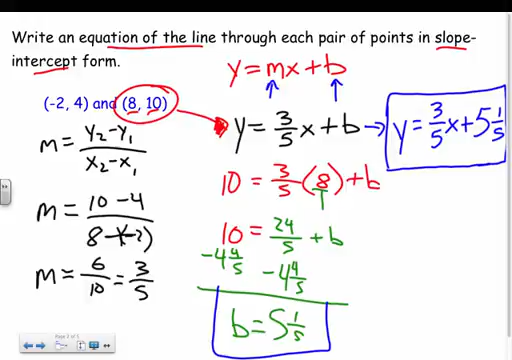 Write an equation of the line through each pair of points in slope-
intercept form.
y = mx + b
(-2, 4) and (8, 10)
m = y₂-y₁ / x₂-x₁
y = 3/5 x + b → y = 3/5 x + 5 1/5
10 = 3/5 (8) + b
m = 10-4 / 8-(-2)
10 = 24/5 + b
-4 4/5 -4 4/5
m = 6/10 = 3/5
b = 5 1/5